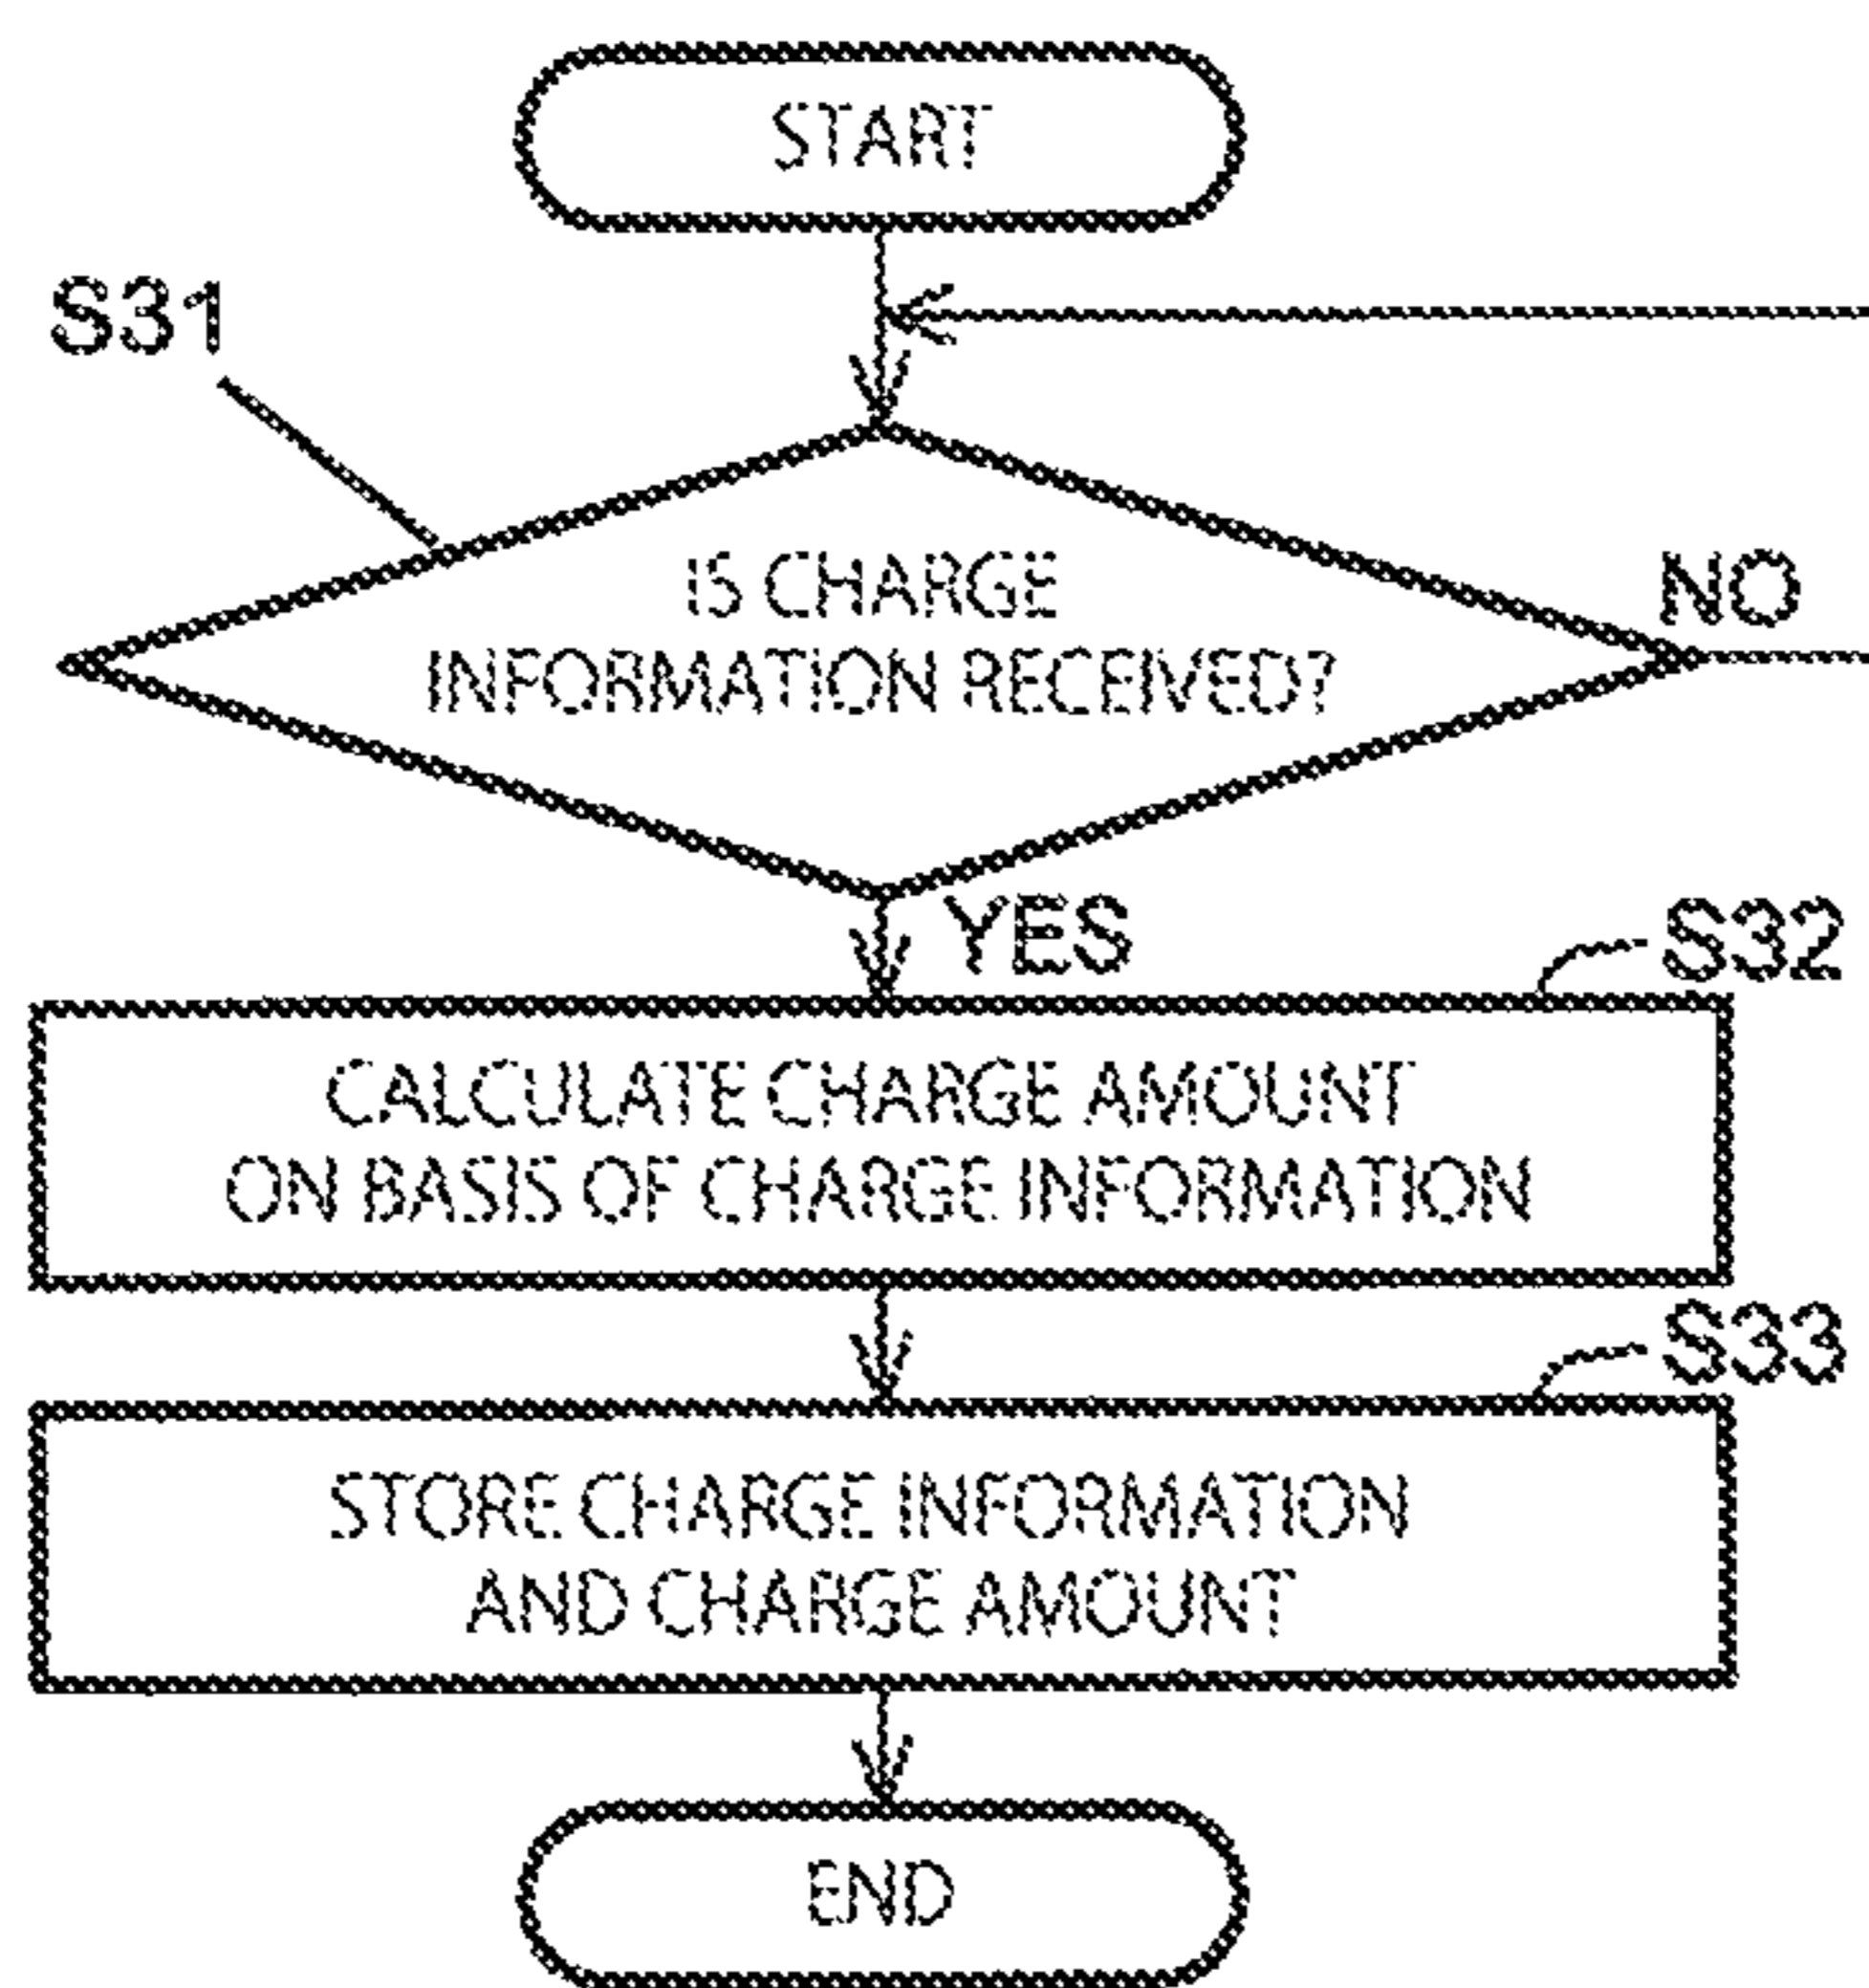 START
S31
IS CHARGE
INFORMATION RECEIVED?
NO
YES
S32
CALCULATE CHARGE AMOUNT
ON BASIS OF CHARGE INFORMATION
S33
STORE CHARGE INFORMATION
AND CHARGE AMOUNT
END